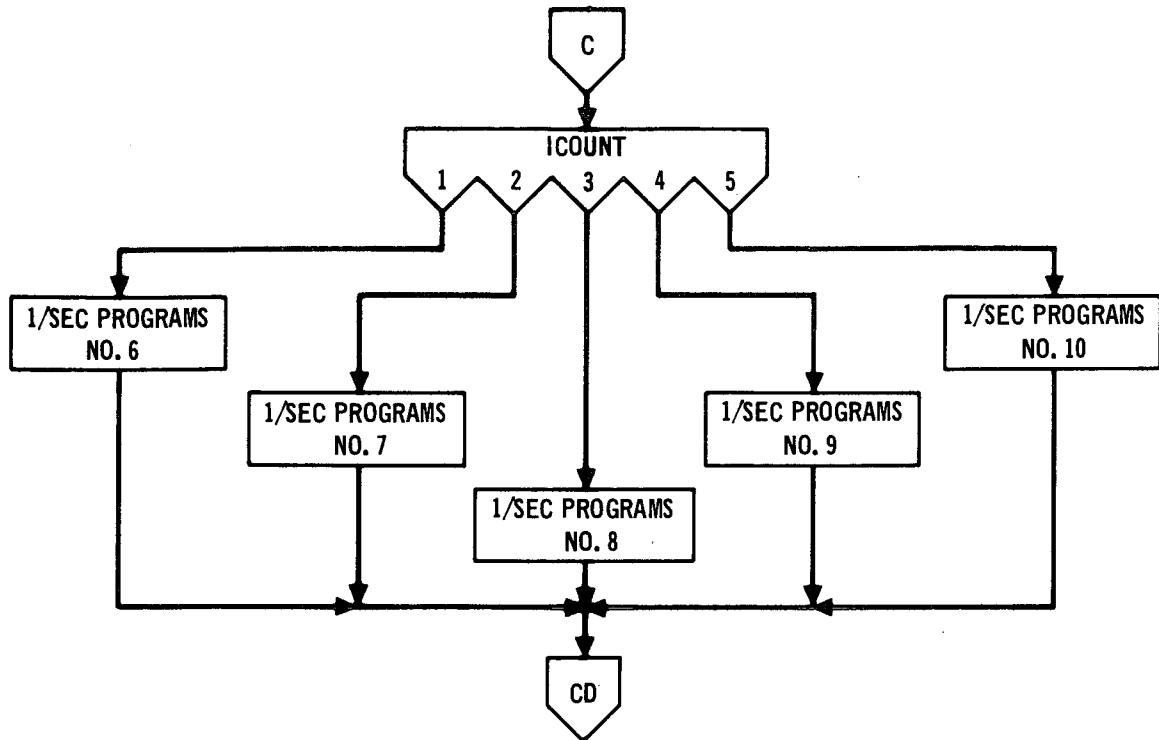 C
ICOUNT
1 2 3 4 5
1/SEC PROGRAMS
NO. 6
1/SEC PROGRAMS
NO. 10
1/SEC PROGRAMS
NO. 7
1/SEC PROGRAMS
NO. 9
1/SEC PROGRAMS
NO. 8
CD